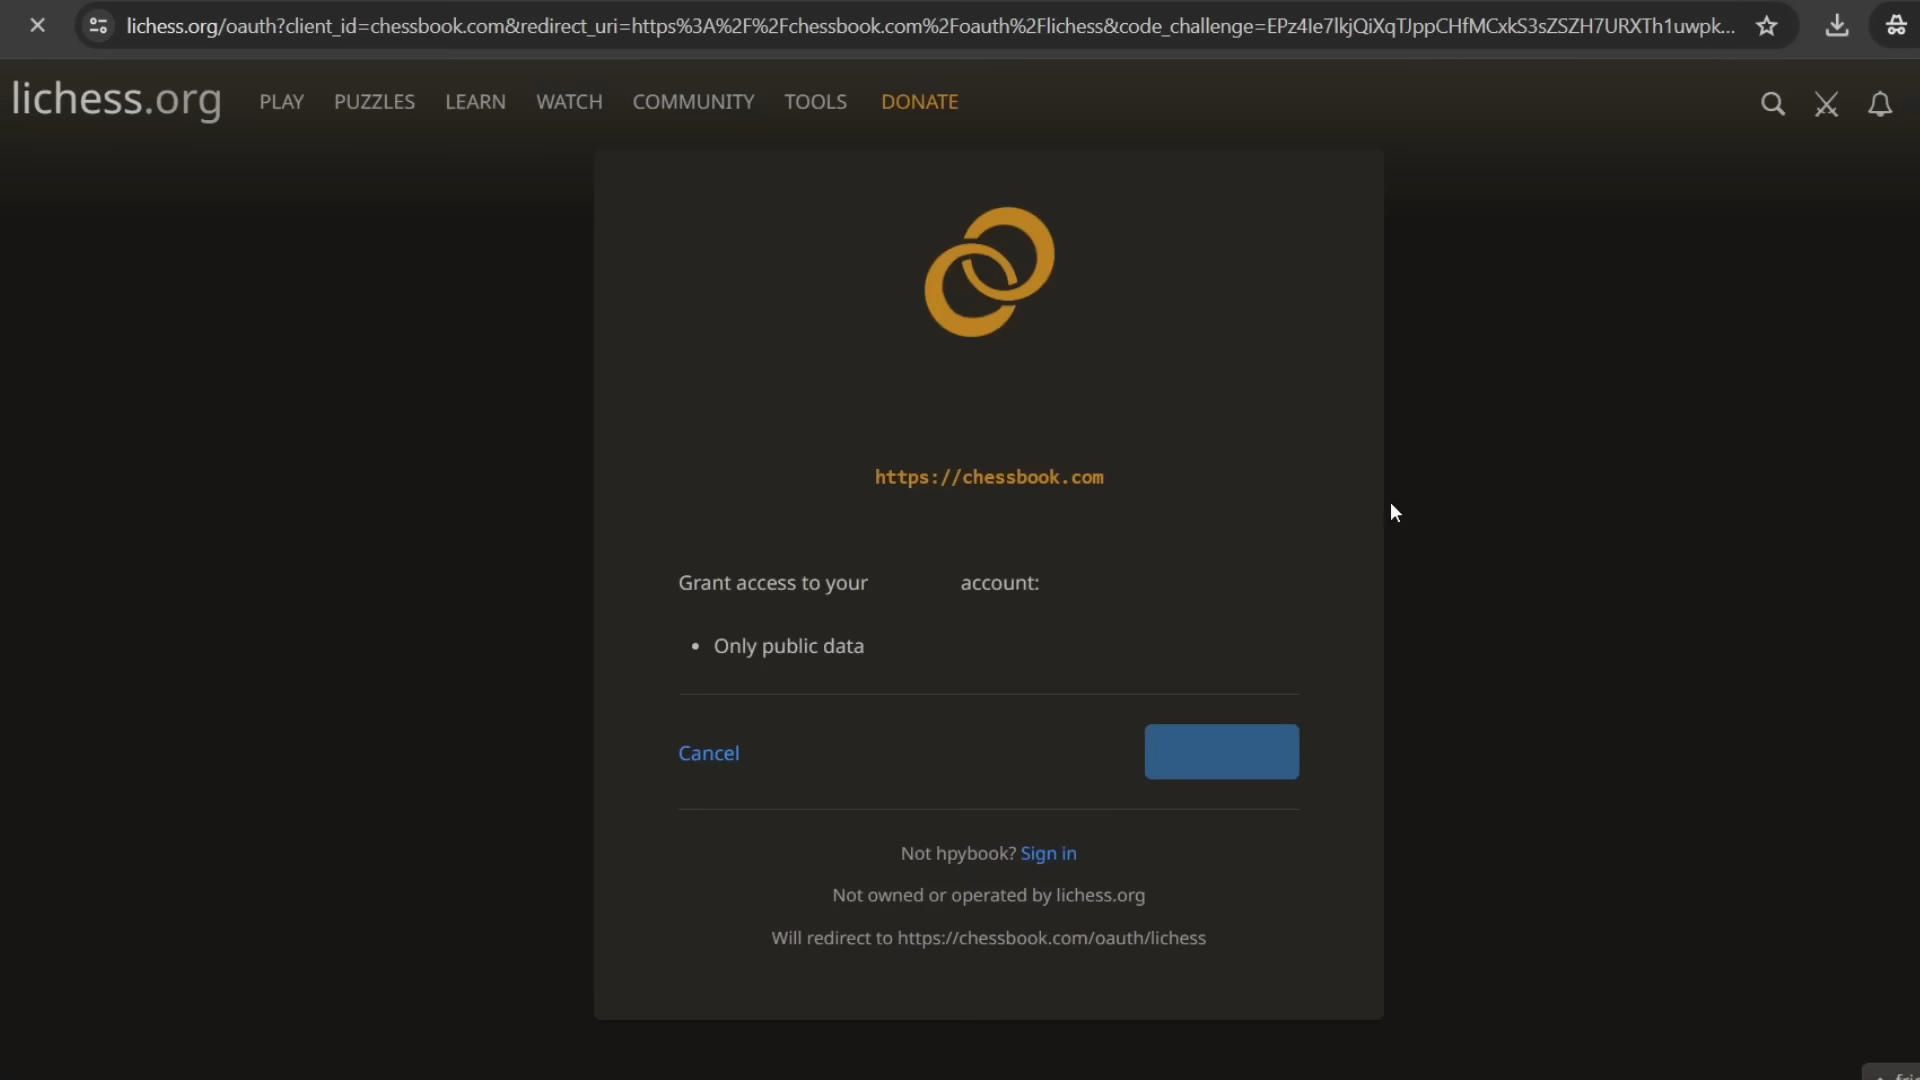 lichess.org/oauth?client_id=chessbook.com&redirect_uri=https%3A%2F%2Fchessbook.com%2Foauth%2Flichess&code_challenge=EPz4Ie7lkjQiXqTJppCHfMCxkS3sZSZH7URXTh1uwpk...
lichess.org PLAY PUZZLES LEARN WATCH COMMUNITY TOOLS DONATE
https://chessbook.com
Grant access to your account:
• Only public data
Cancel
Not hpybook? Sign in
Not owned or operated by lichess.org
Will redirect to https://chessbook.com/oauth/lichess